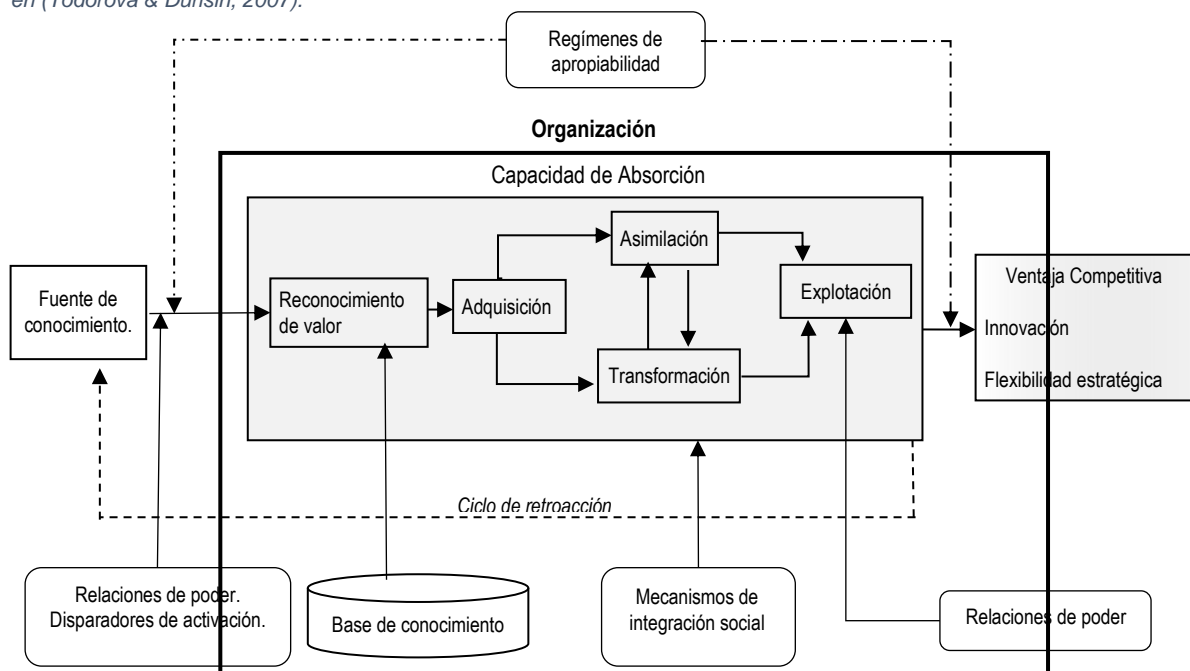 en (Todorova & Durisin, 2007).
Regímenes de
apropiabilidad
Organización
Capacidad de Absorción
Asimilación
Fuente de
conocimiento.
Reconocimiento
de valor
Adquisición
Explotación
Transformación
Ventaja Competitiva
Innovación
Flexibilidad estratégica
Ciclo de retroacción
Relaciones de poder.
Disparadores de activación.
Base de conocimiento
Mecanismos de
integración social
Relaciones de poder